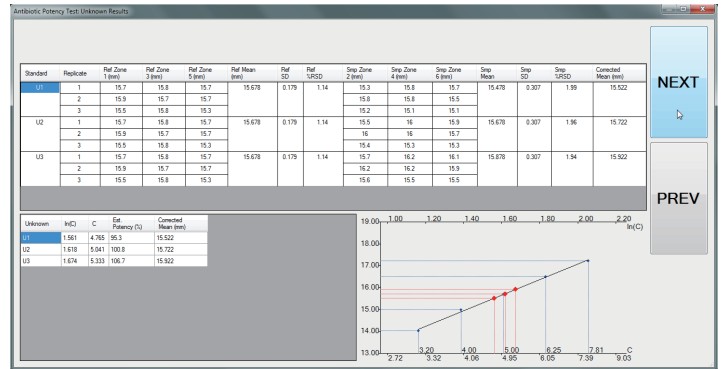 Antibiotic Potency Test: Unknown Results
Standard Replicate Ref Zone 1 (mm) Ref Zone 3 (mm) Ref Zone 5 (mm) Ref Mean (mm) Ref SD Ref %RSD Smp Zone 2 (mm) Smp Zone 4 (mm) Smp Zone 6 (mm) Smp Mean Smp SD Smp %RSD Corrected Mean (mm)
U1 1 15.7 15.8 15.7 15.678 0.179 1.14 15.3 15.8 15.7 15.478 0.307 1.99 15.522
2 15.9 15.7 15.7 15.8 15.8 15.5
3 15.5 15.8 15.3 15.2 15.1 15.1
U2 1 15.7 15.8 15.7 15.678 0.179 1.14 15.5 16 15.9 15.678 0.307 1.96 15.722
2 15.9 15.7 15.7 16 16 15.7
3 15.5 15.8 15.3 15.4 15.3 15.3
U3 1 15.7 15.8 15.7 15.678 0.179 1.14 15.7 16.2 16.1 15.878 0.307 1.94 15.922
2 15.9 15.7 15.7 16.2 16.2 15.9
3 15.5 15.8 15.3 15.6 15.5 15.5
NEXT
PREV
Unknown ln(C) C Est. Potency (%) Corrected Mean (mm)
U1 1.561 4.765 95.3 15.522
U2 1.618 5.041 100.8 15.722
U3 1.674 5.333 106.7 15.922
19.00 1.00 1.20 1.40 1.60 1.80 2.00 2.20
ln(C)
18.00
17.00
16.00
15.00
14.00
13.00 3.20 4.00 5.00 6.25 7.81 C
2.72 3.32 4.06 4.95 6.05 7.39 9.03